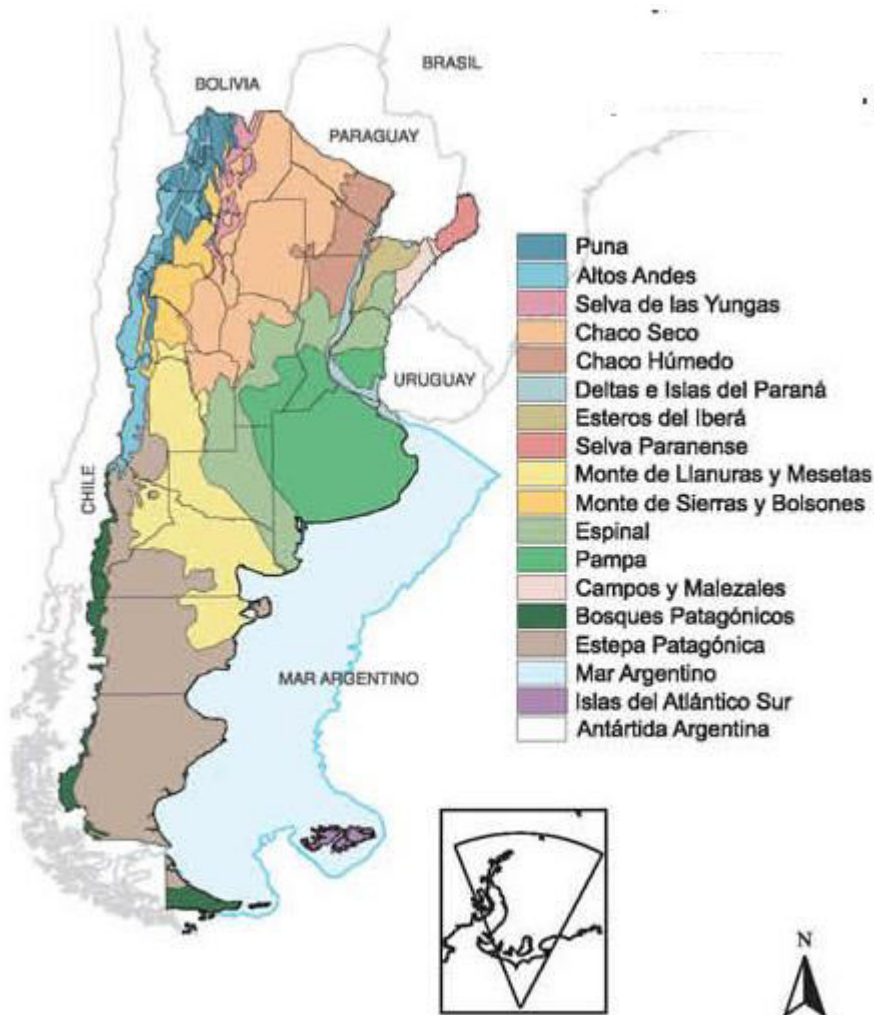 BRASIL
BOLIVIA
PARAGUAY
URUGUAY
CHILE
MAR ARGENTINO
Puna
Altos Andes
Selva de las Yungas
Chaco Seco
Chaco Húmedo
Deltas e Islas del Paraná
Esteros del Iberá
Selva Paranense
Monte de Llanuras y Mesetas
Monte de Sierras y Bolsones
Espinal
Pampa
Campos y Malezales
Bosques Patagónicos
Estepa Patagónica
Mar Argentino
Islas del Atlántico Sur
Antártida Argentina
N